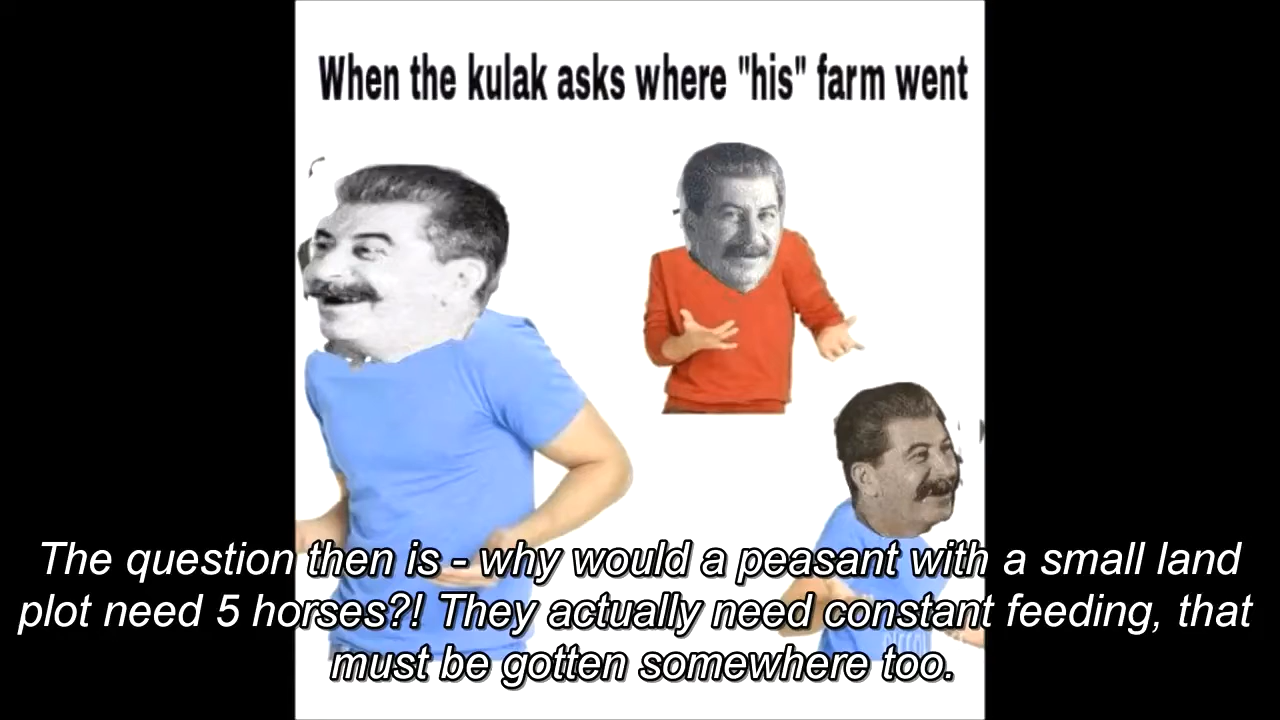 When the kulak asks where "his" farm went
The question then is - why would a peasant with a small land
plot need 5 horses?! They actually need constant feeding, that
must be gotten somewhere too.